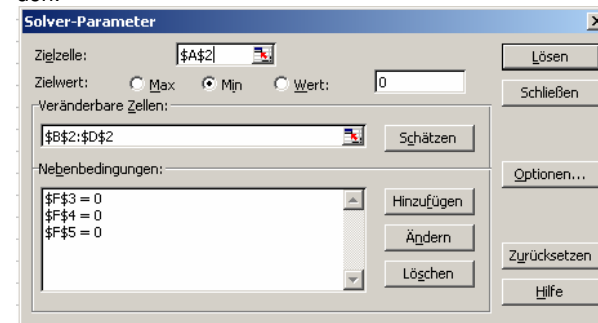 den.
Solver-Parameter
Zielzelle: $A$2 Lösen
Zielwert: Max Min Wert: 0 Schließen
Veränderbare Zellen:
$B$2:$D$2 Schätzen
Nebenbedingungen: Optionen...
$F$3 = 0 Hinzufügen
$F$4 = 0
$F$5 = 0 Ändern
Zurücksetzen
Löschen
Hilfe